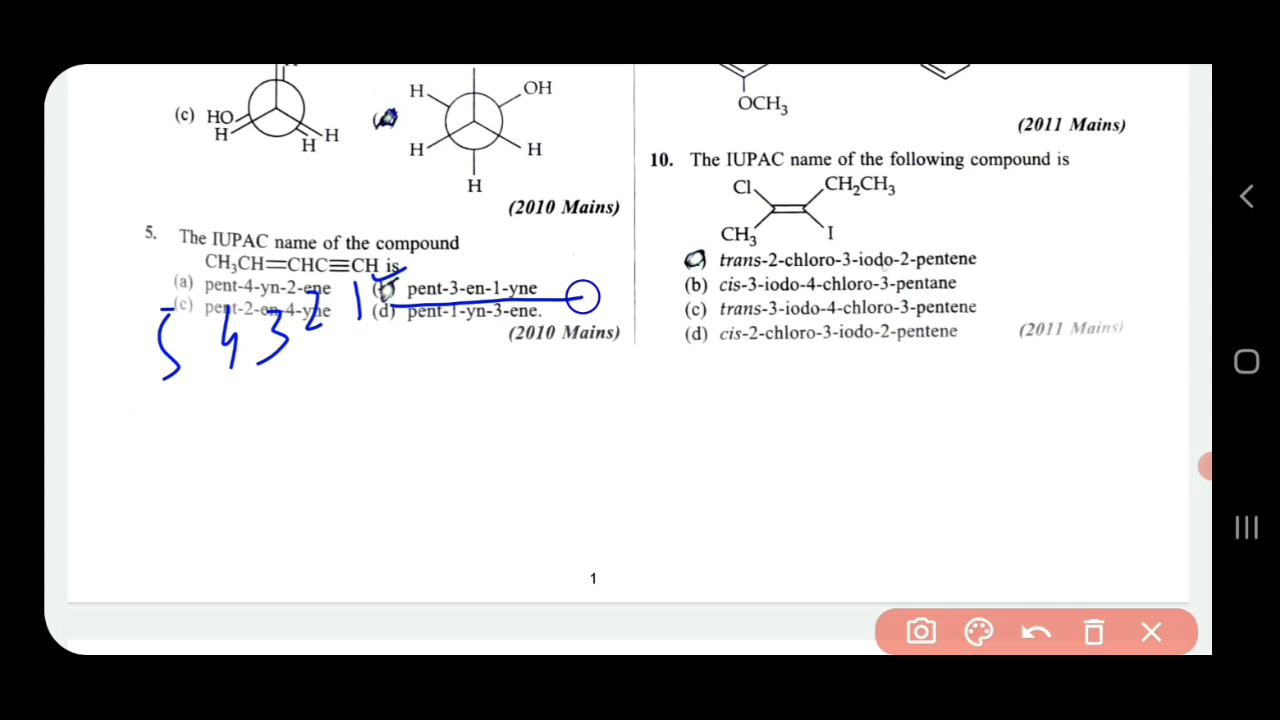 H
(c) HO H H H
H OH H H H
(2010 Mains)
5. The IUPAC name of the compound
CH₃CH=CHC≡CH is
(a) pent-4-yn-2-ene
(b) pent-3-en-1-yne
(c) pent-2-en-4-yne
(d) pent-1-yn-3-ene.
(2010 Mains)
5 4 3 2 1
OCH₃
(2011 Mains)
10. The IUPAC name of the following compound is
Cl CH₂CH₃
CH₃ I
trans-2-chloro-3-iodo-2-pentene
(b) cis-3-iodo-4-chloro-3-pentane
(c) trans-3-iodo-4-chloro-3-pentene
(d) cis-2-chloro-3-iodo-2-pentene
(2011 Mains)
1